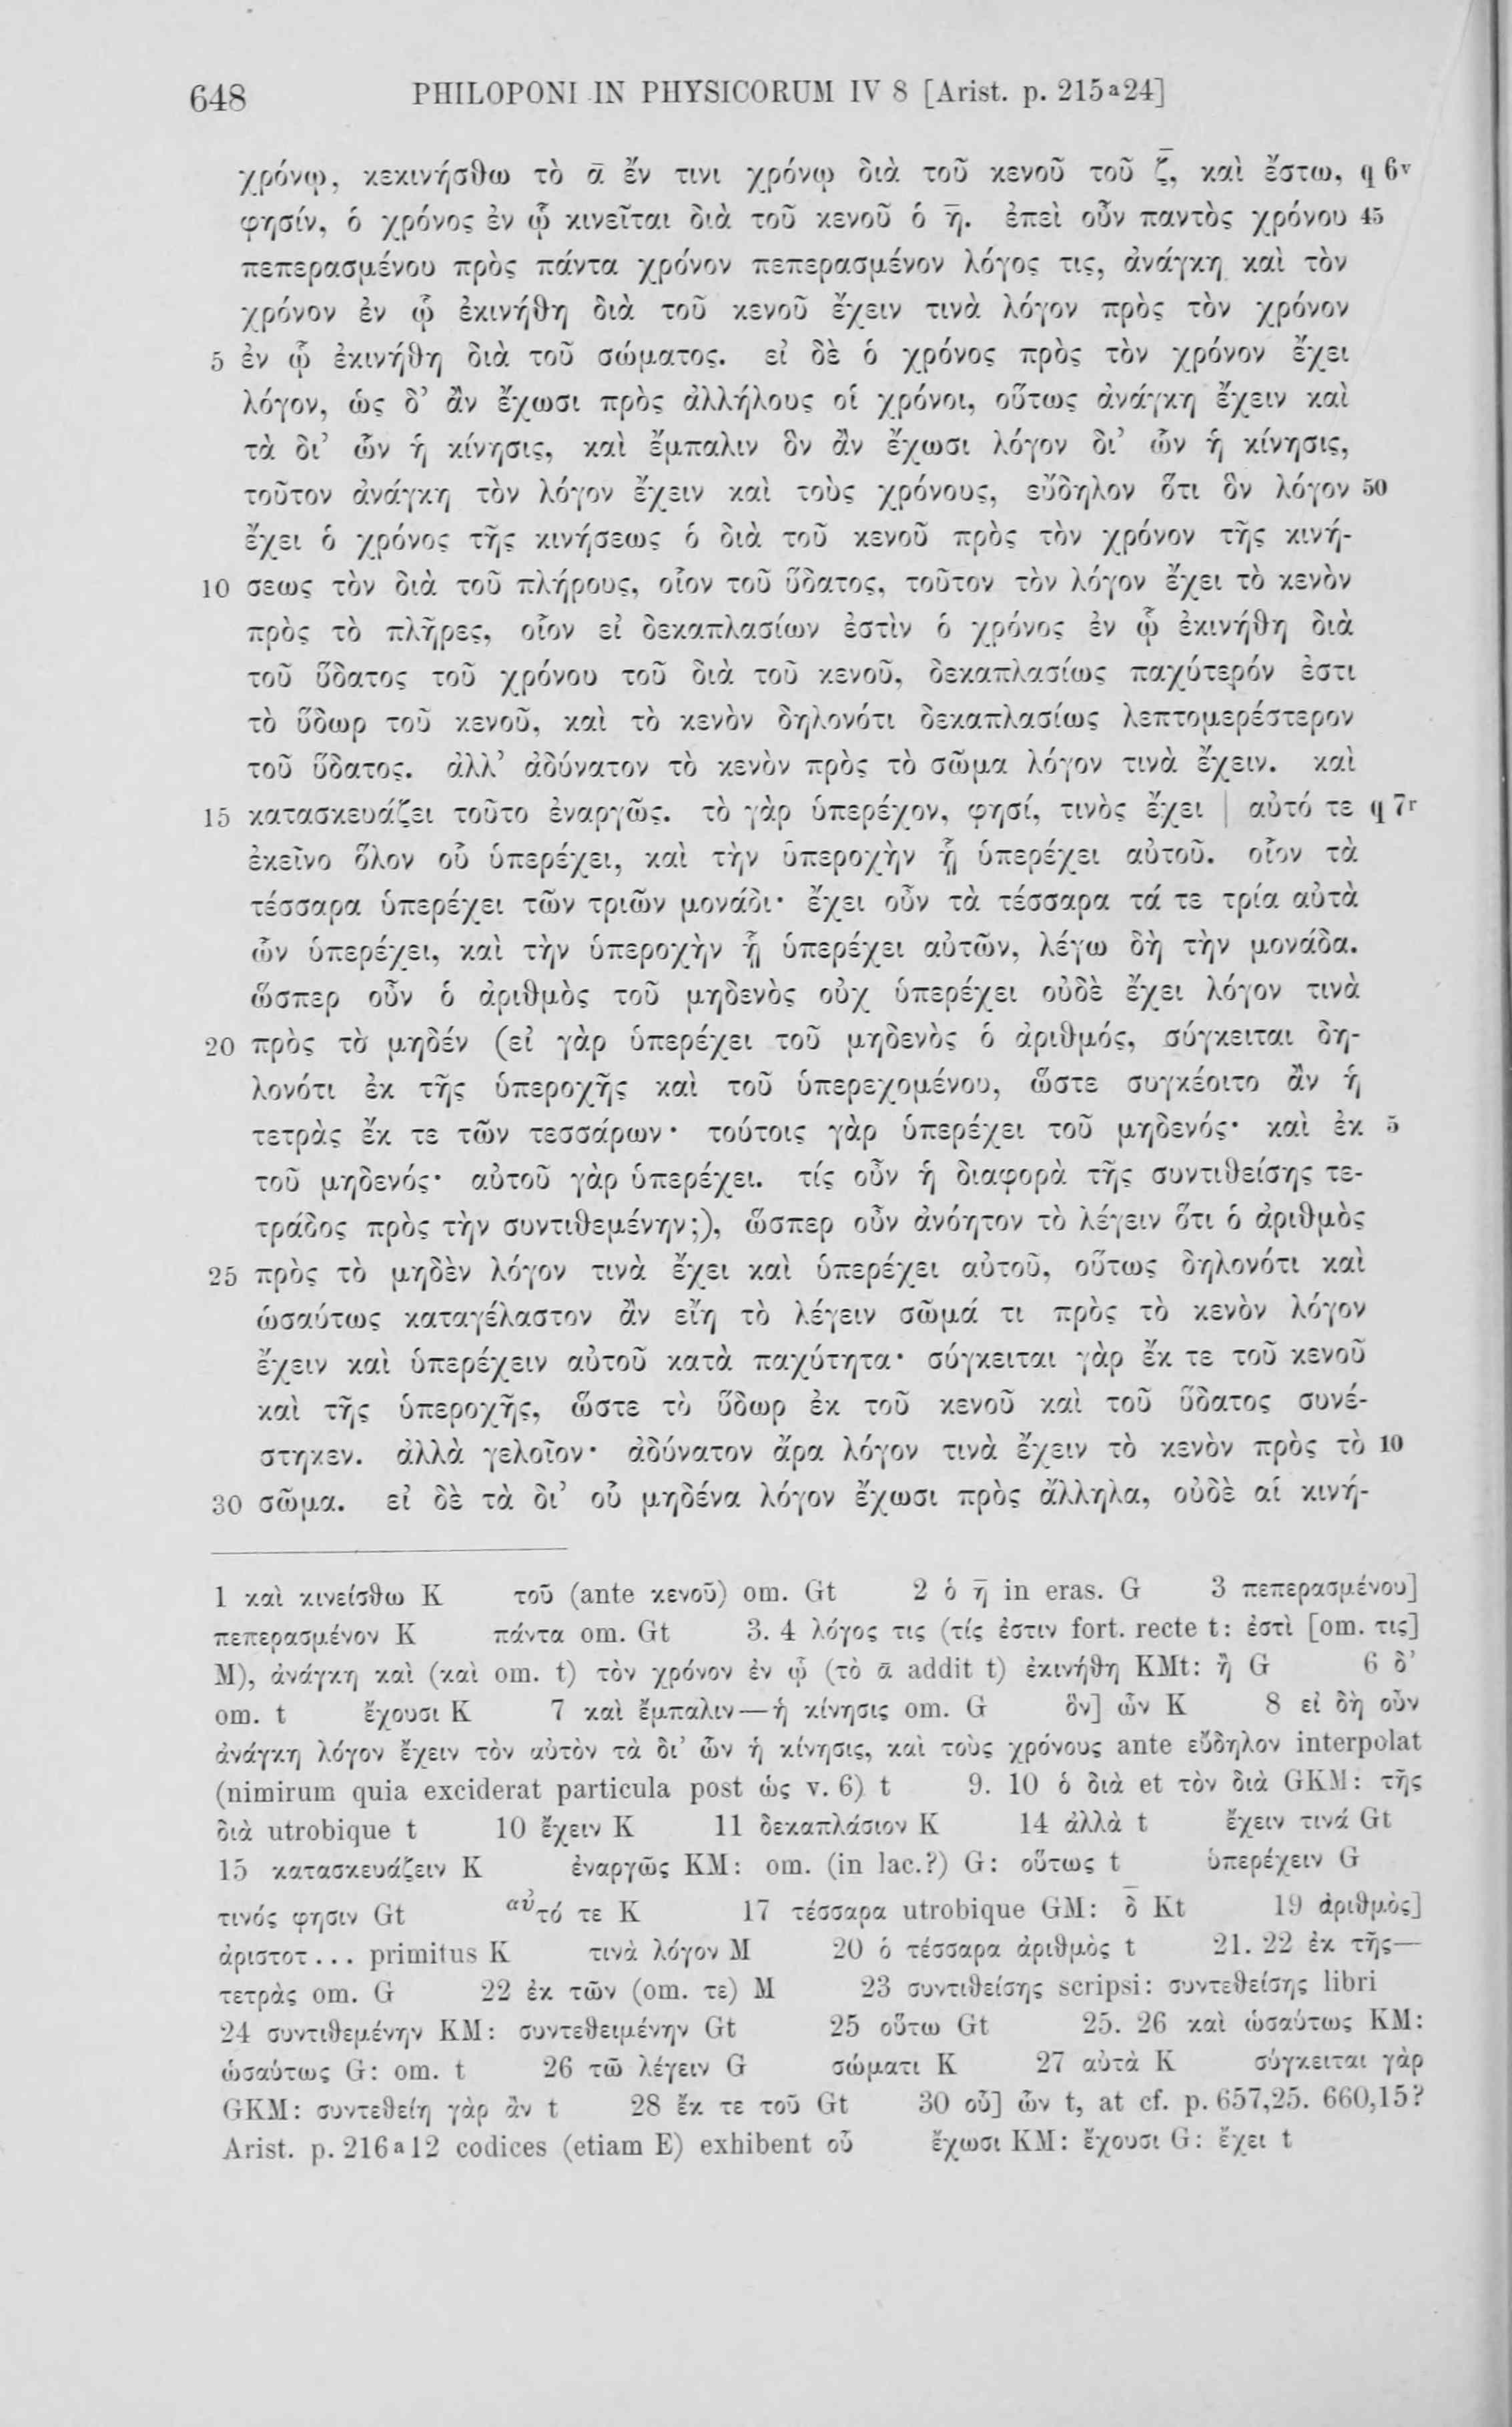 648 PHILOPONI IN PHYSICORUM IV 8 [Arist. p. 215a24]
χρόνῳ, κεκινήσθω τὸ ᾱ ἔν τινι χρόνῳ διὰ τοῦ κενοῦ τοῦ ζ̄, καὶ ἔστω, q 6v
φησίν, ὁ χρόνος ἐν ᾧ κινεῖται διὰ τοῦ κενοῦ ὁ η̄. ἐπεὶ οὖν παντὸς χρόνου 45
πεπερασμένου πρὸς πάντα χρόνον πεπερασμένον λόγος τις, ἀνάγκη καὶ τὸν
χρόνον ἐν ᾧ ἐκινήθη διὰ τοῦ κενοῦ ἔχειν τινὰ λόγον πρὸς τὸν χρόνον
5 ἐν ᾧ ἐκινήθη διὰ τοῦ σώματος. εἰ δὲ ὁ χρόνος πρὸς τὸν χρόνον ἔχει
λόγον, ὡς δ’ ἂν ἔχωσι πρὸς ἀλλήλους οἱ χρόνοι, οὕτως ἀνάγκη ἔχειν καὶ
τὰ δι’ ὧν ἡ κίνησις, καὶ ἔμπαλιν ὃν ἂν ἔχωσι λόγον δι’ ὧν ἡ κίνησις,
τοῦτον ἀνάγκη τὸν λόγον ἔχειν καὶ τοὺς χρόνους, εὔδηλον ὅτι ὃν λόγον 50
ἔχει ὁ χρόνος τῆς κινήσεως ὁ διὰ τοῦ κενοῦ πρὸς τὸν χρόνον τῆς κινή-
10 σεως τὸν διὰ τοῦ πλήρους, οἷον τοῦ ὕδατος, τοῦτον τὸν λόγον ἔχει τὸ κενὸν
πρὸς τὸ πλῆρες, οἷον εἰ δεκαπλασίων ἐστὶν ὁ χρόνος ἐν ᾧ ἐκινήθη διὰ
τοῦ ὕδατος τοῦ χρόνου τοῦ διὰ τοῦ κενοῦ, δεκαπλασίως παχύτερόν ἐστι
τὸ ὕδωρ τοῦ κενοῦ, καὶ τὸ κενὸν δηλονότι δεκαπλασίως λεπτομερέστερον
τοῦ ὕδατος. ἀλλ’ ἀδύνατον τὸ κενὸν πρὸς τὸ σῶμα λόγον τινὰ ἔχειν. καὶ
15 κατασκευάζει τοῦτο ἐναργῶς. τὸ γὰρ ὑπερέχον, φησί, τινὸς ἔχει | αὐτό τε q 7r
ἐκεῖνο ὅλον οὗ ὑπερέχει, καὶ τὴν ὑπεροχὴν ᾗ ὑπερέχει αὐτοῦ. οἷον τὰ
τέσσαρα ὑπερέχει τῶν τριῶν μονάδι· ἔχει οὖν τὰ τέσσαρα τά τε τρία αὐτὰ
ὧν ὑπερέχει, καὶ τὴν ὑπεροχὴν ᾗ ὑπερέχει αὐτῶν, λέγω δὴ τὴν μονάδα.
ὥσπερ οὖν ὁ ἀριθμὸς τοῦ μηδενὸς οὐχ ὑπερέχει οὐδὲ ἔχει λόγον τινὰ
20 πρὸς τὸ μηδέν (εἰ γὰρ ὑπερέχει τοῦ μηδενὸς ὁ ἀριθμός, σύγκειται δη-
λονότι ἐκ τῆς ὑπεροχῆς καὶ τοῦ ὑπερεχομένου, ὥστε συγκέοιτο ἂν ἡ
τετρὰς ἔκ τε τῶν τεσσάρων· τούτοις γὰρ ὑπερέχει τοῦ μηδενός· καὶ ἐκ 5
τοῦ μηδενός· αὐτοῦ γὰρ ὑπερέχει. τίς οὖν ἡ διαφορὰ τῆς συντιθείσης τε-
τράδος πρὸς τὴν συντιθεμένην;), ὥσπερ οὖν ἀνόητον τὸ λέγειν ὅτι ὁ ἀριθμὸς
25 πρὸς τὸ μηδὲν λόγον τινὰ ἔχει καὶ ὑπερέχει αὐτοῦ, οὕτως δηλονότι καὶ
ὡσαύτως καταγέλαστον ἂν εἴη τὸ λέγειν σῶμά τι πρὸς τὸ κενὸν λόγον
ἔχειν καὶ ὑπερέχειν αὐτοῦ κατὰ παχύτητα· σύγκειται γὰρ ἔκ τε τοῦ κενοῦ
καὶ τῆς ὑπεροχῆς, ὥστε τὸ ὕδωρ ἐκ τοῦ κενοῦ καὶ τοῦ ὕδατος συνέ-
στηκεν. ἀλλὰ γελοῖον· ἀδύνατον ἄρα λόγον τινὰ ἔχειν τὸ κενὸν πρὸς τὸ 10
30 σῶμα. εἰ δὲ τὰ δι’ οὗ μηδένα λόγον ἔχωσι πρὸς ἄλληλα, οὐδὲ αἱ κινή-
1 καὶ κινείσθω K τοῦ (ante κενοῦ) om. Gt 2 ὁ η̄ in eras. G 3 πεπερασμένου]
πεπερασμένον K πάντα om. Gt 3. 4 λόγος τις (τίς ἐστιν fort. recte t: ἐστὶ [om. τις]
M), ἀνάγκη καὶ (καὶ om. t) τὸν χρόνον ἐν ᾧ (τὸ ᾱ addit t) ἐκινήθη KMt: ἢ G 6 δ’
om. t ἔχουσι K 7 καὶ ἔμπαλιν—ἡ κίνησις om. G ὃν] ὧν K 8 εἰ δὴ οὖν
ἀνάγκη λόγον ἔχειν τὸν αὐτὸν τὰ δι’ ὧν ἡ κίνησις, καὶ τοὺς χρόνους ante εὔδηλον interpolat
(nimirum quia exciderat particula post ὡς v. 6) t 9. 10 ὁ διὰ et τὸν διὰ GKM: τῆς
διὰ utrobique t 10 ἔχειν K 11 δεκαπλάσιον K 14 ἀλλὰ t ἔχειν τινά Gt
15 κατασκευάζειν K ἐναργῶς KM: om. (in lac.?) G: οὕτως t ὑπερέχειν G
τινός φησιν Gt αὐτό τε K 17 τέσσαρα utrobique GM: δ̄ Kt 19 ἀριθμὸς]
ἀριστοτ... primitus K τινὰ λόγον M 20 ὁ τέσσαρα ἀριθμὸς t 21. 22 ἐκ τῆς—
τετρὰς om. G 22 ἐκ τῶν (om. τε) M 23 συντιθείσης scripsi: συντεθείσης libri
24 συντιθεμένην KM: συντεθειμένην Gt 25 οὕτω Gt 25. 26 καὶ ὡσαύτως KM:
ὡσαύτως G: om. t 26 τῶ λέγειν G σώματι K 27 αὐτὰ K σύγκειται γὰρ
GKM: συντεθείη γὰρ ἂν t 28 ἔκ τε τοῦ Gt 30 οὗ] ὧν t, at cf. p. 657,25. 660,15?
Arist. p. 216a12 codices (etiam E) exhibent οὗ ἔχωσι KM: ἔχουσι G: ἔχει t